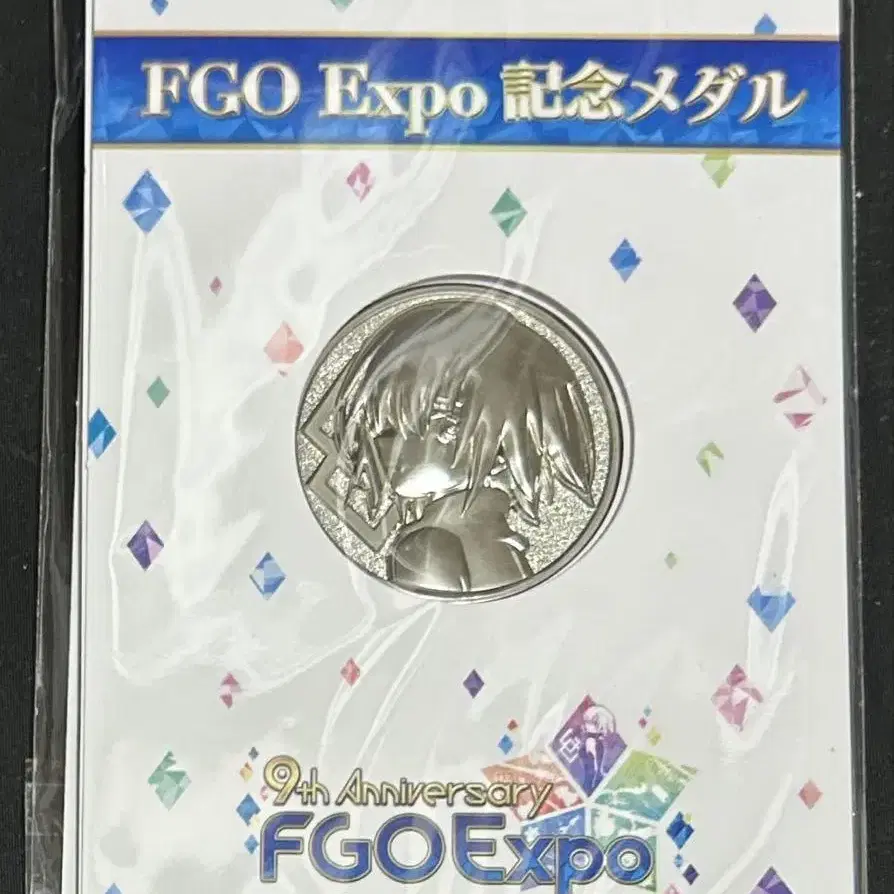 FGO Expo 記念メダル
9th Anniversary
FGO Expo